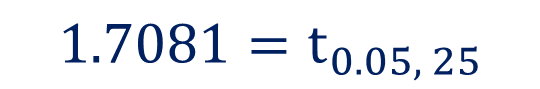 1.7081 = t₀.₀₅, ₂₅